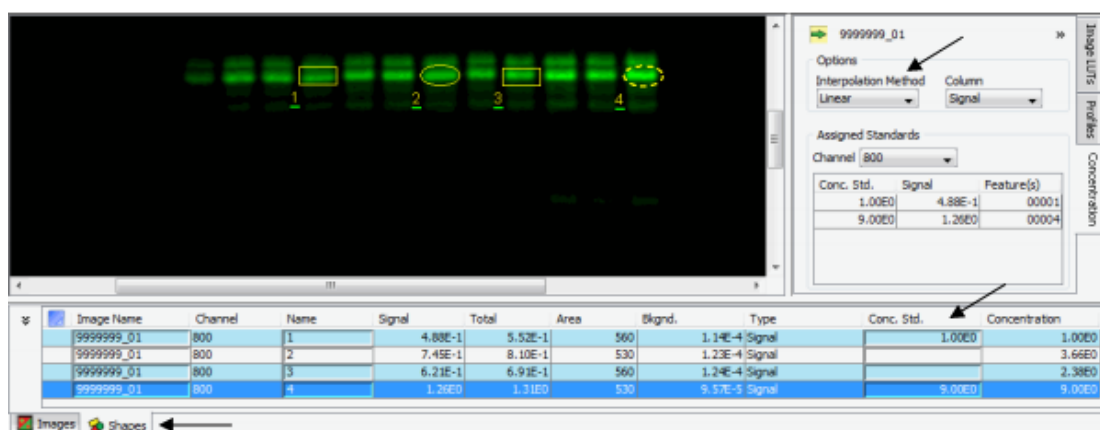 9999999_01 »
Options
Interpolation Method Column
Linear Signal
Assigned Standards
Channel 800
Conc. Std. Signal Feature(s)
1.00E0 4.88E-1 00001
9.00E0 1.26E0 00004
Image LUTs
Profiles
Concentration
1 2 3 4
Image Name Channel Name Signal Total Area Bkgnd. Type Conc. Std. Concentration
9999999_01 800 1 4.88E-1 5.52E-1 560 1.14E-4 Signal 1.00E0 1.00E0
9999999_01 800 2 7.45E-1 8.10E-1 530 1.23E-4 Signal 3.66E0
9999999_01 800 3 6.21E-1 6.91E-1 560 1.24E-4 Signal 2.38E0
9999999_01 800 4 1.26E0 1.31E0 530 9.57E-5 Signal 9.00E0 9.00E0
Images Shapes